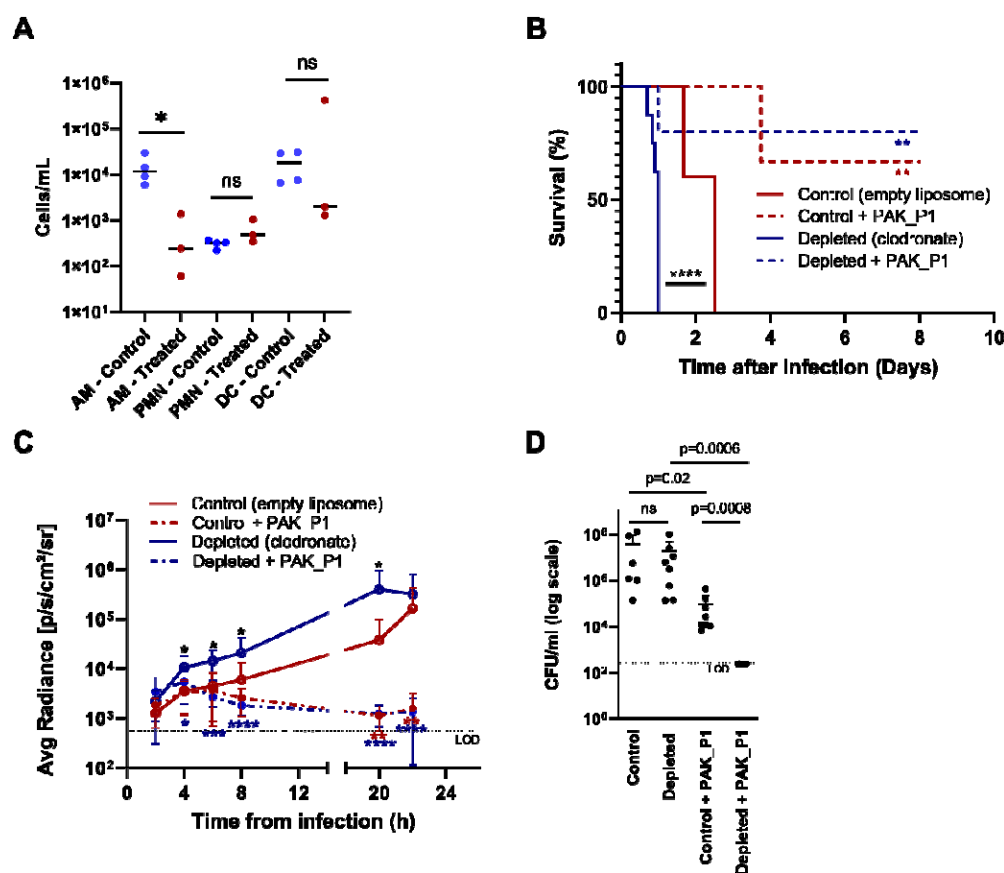 A
ns
*
ns
1×10⁶
1×10⁵
1×10⁴
1×10³
1×10²
1×10¹
Cells/mL
AM - Control
AM - Treated
PMN - Control
PMN - Treated
DC - Control
DC - Treated
B
100
50
0
Survival (%)
**
**
****
Control (empty liposome)
Control + PAK_P1
Depleted (clodronate)
Depleted + PAK_P1
0 2 4 6 8 10
Time after Infection (Days)
C
Control (empty liposome)
Contro + PAK_P1
Depleted (clodronate)
Depleted + PAK_P1
10⁷
10⁶
10⁵
10⁴
10³
10²
Avg Radiance [p/s/cm²/sr]
*
* * *
* *** **** ** **** ** ****
LOD
0 4 8 12 20 24
Time from infection (h)
D
p=0.0006
p=0.02
ns p=0.0008
10⁸
10⁶
10⁴
10²
10⁰
CFU/ml (log scale)
LOD
Control
Depleted
Control + PAK_P1
Depleted + PAK_P1